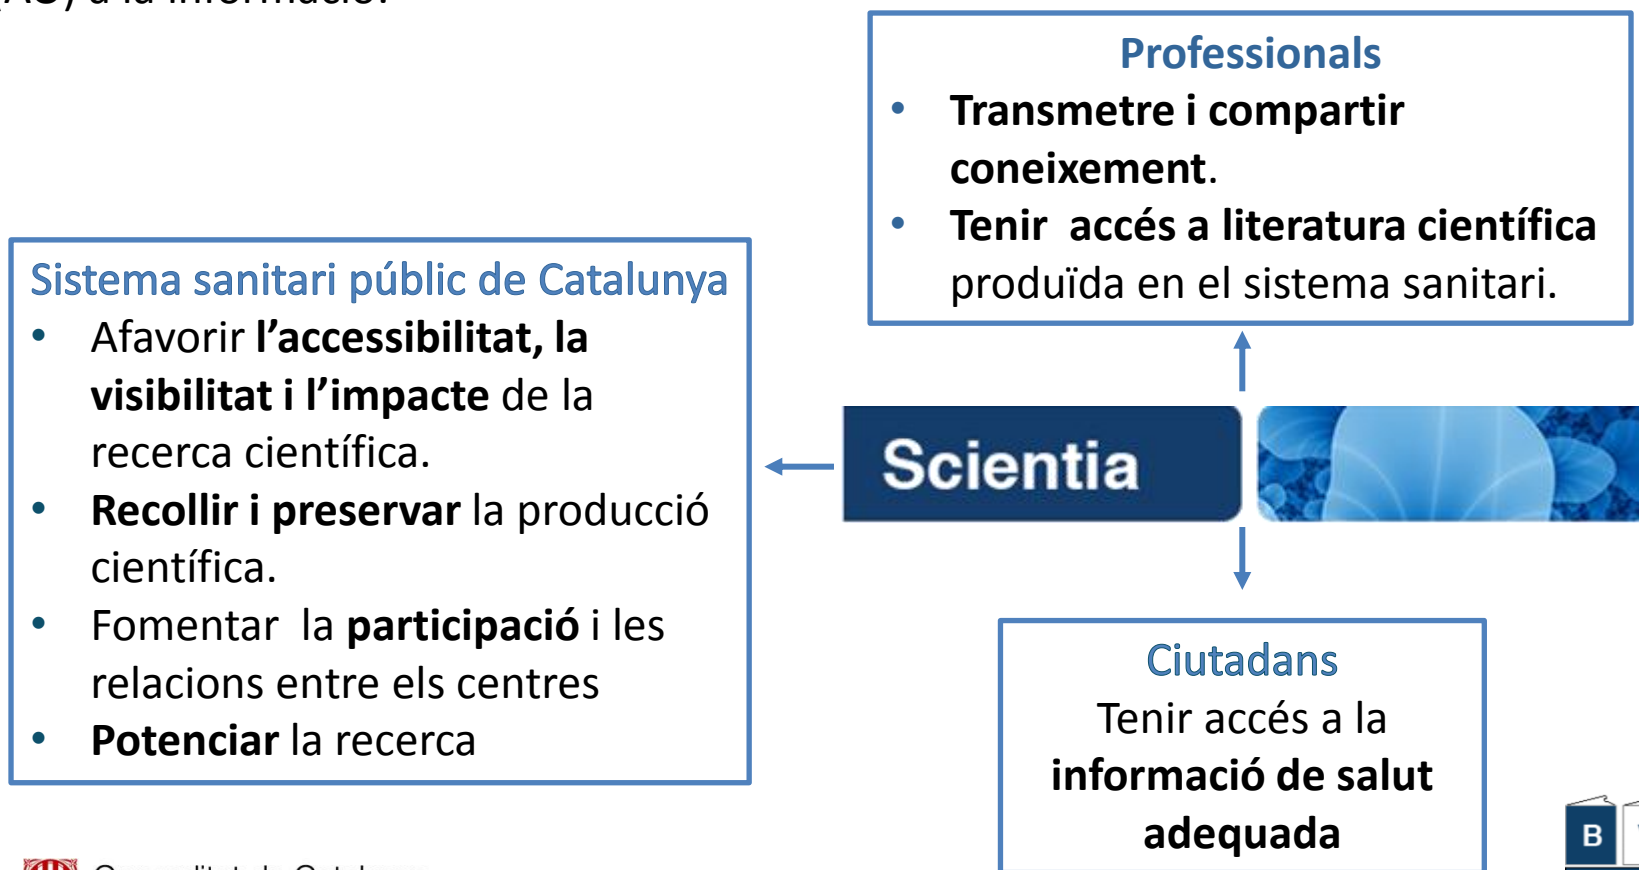 a la informació.
Professionals
• Transmetre i compartir
coneixement.
• Tenir accés a literatura científica
produïda en el sistema sanitari.
Sistema sanitari públic de Catalunya
• Afavorir l’accessibilitat, la
visibilitat i l’impacte de la
recerca científica.
• Recollir i preservar la producció
científica.
• Fomentar la participació i les
relacions entre els centres
• Potenciar la recerca
Scientia
Ciutadans
Tenir accés a la
informació de salut
adequada
B